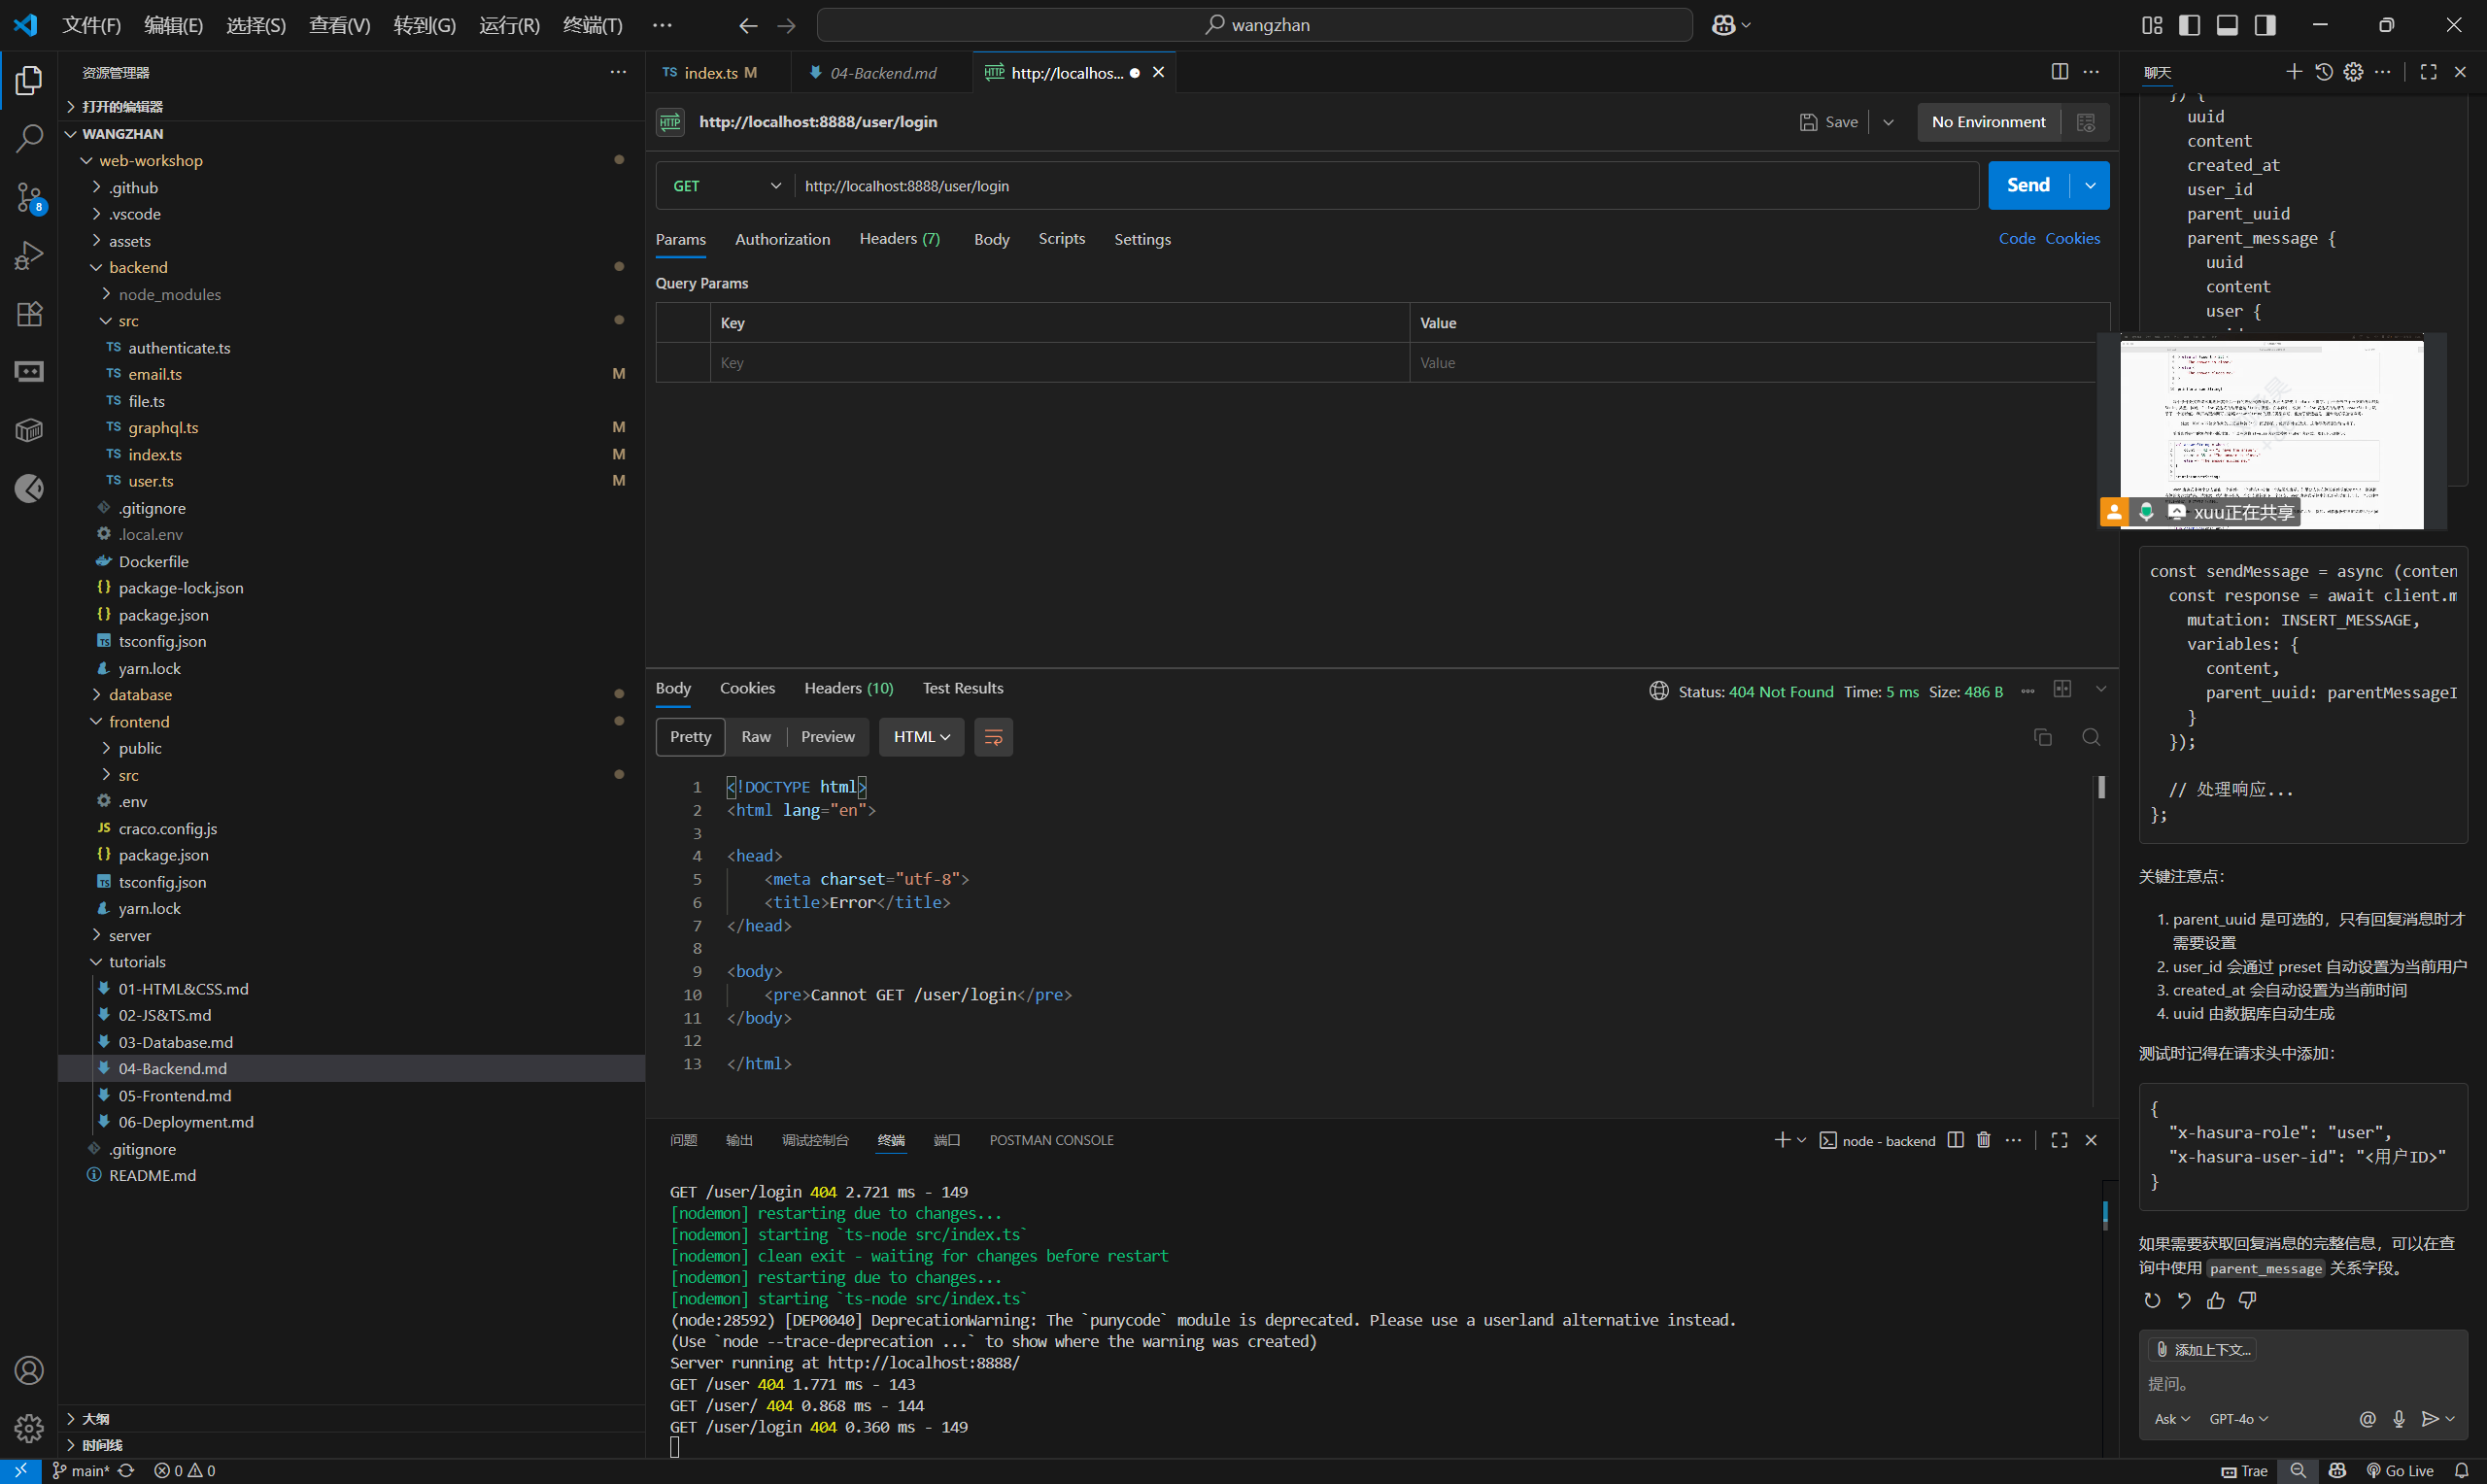 文件(F) 编辑(E) 选择(S) 查看(V) 转到(G) 运行(R) 终端(T) ···
wangzhan
资源管理器
打开的编辑器
WANGZHAN
web-workshop
.github
.vscode
assets
backend
node_modules
src
TS authenticate.ts
TS email.ts M
TS file.ts
TS graphql.ts M
TS index.ts M
TS user.ts M
.gitignore
.local.env
Dockerfile
{} package-lock.json
{} package.json
TS tsconfig.json
yarn.lock
database
frontend
public
src
.env
JS craco.config.js
{} package.json
TS tsconfig.json
yarn.lock
server
tutorials
01-HTML&CSS.md
02-JS&TS.md
03-Database.md
04-Backend.md
05-Frontend.md
06-Deployment.md
.gitignore
README.md
大纲
时间线
8
TS index.ts M
04-Backend.md
HTTP http://localhos...
HTTP http://localhost:8888/user/login
Save
No Environment
GET http://localhost:8888/user/login
Send
Params Authorization Headers (7) Body Scripts Settings
Code Cookies
Query Params
Key Value
Key Value
Body Cookies Headers (10) Test Results
Status: 404 Not Found Time: 5 ms Size: 486 B
Pretty Raw Preview HTML
1 <!DOCTYPE html>
2 <html lang="en">
3
4 <head>
5 <meta charset="utf-8">
6 <title>Error</title>
7 </head>
8
9 <body>
10 <pre>Cannot GET /user/login</pre>
11 </body>
12
13 </html>
问题 输出 调试控制台 终端 端口 POSTMAN CONSOLE
node - backend
GET /user/login 404 2.721 ms - 149
[nodemon] restarting due to changes...
[nodemon] starting `ts-node src/index.ts`
[nodemon] clean exit - waiting for changes before restart
[nodemon] restarting due to changes...
[nodemon] starting `ts-node src/index.ts`
(node:28592) [DEP0040] DeprecationWarning: The `punycode` module is deprecated. Please use a userland alternative instead.
(Use `node --trace-deprecation ...` to show where the warning was created)
Server running at http://localhost:8888/
GET /user 404 1.771 ms - 143
GET /user/ 404 0.868 ms - 144
GET /user/login 404 0.360 ms - 149
聊天
}) {
uuid
content
created_at
user_id
parent_uuid
parent_message {
uuid
content
user {
xuu正在共享
const sendMessage = async (conten
const response = await client.m
mutation: INSERT_MESSAGE,
variables: {
content,
parent_uuid: parentMessageI
}
});
// 处理响应...
};
关键注意点：
1. parent_uuid 是可选的，只有回复消息时才
需要设置
2. user_id 会通过 preset 自动设置为当前用户
3. created_at 会自动设置为当前时间
4. uuid 由数据库自动生成
测试时记得在请求头中添加：
{
"x-hasura-role": "user",
"x-hasura-user-id": "<用户ID>"
}
如果需要获取回复消息的完整信息，可以在查
询中使用 parent_message 关系字段。
添加上下文...
提问。
Ask GPT-4o
main* 0 0
Trae
Go Live